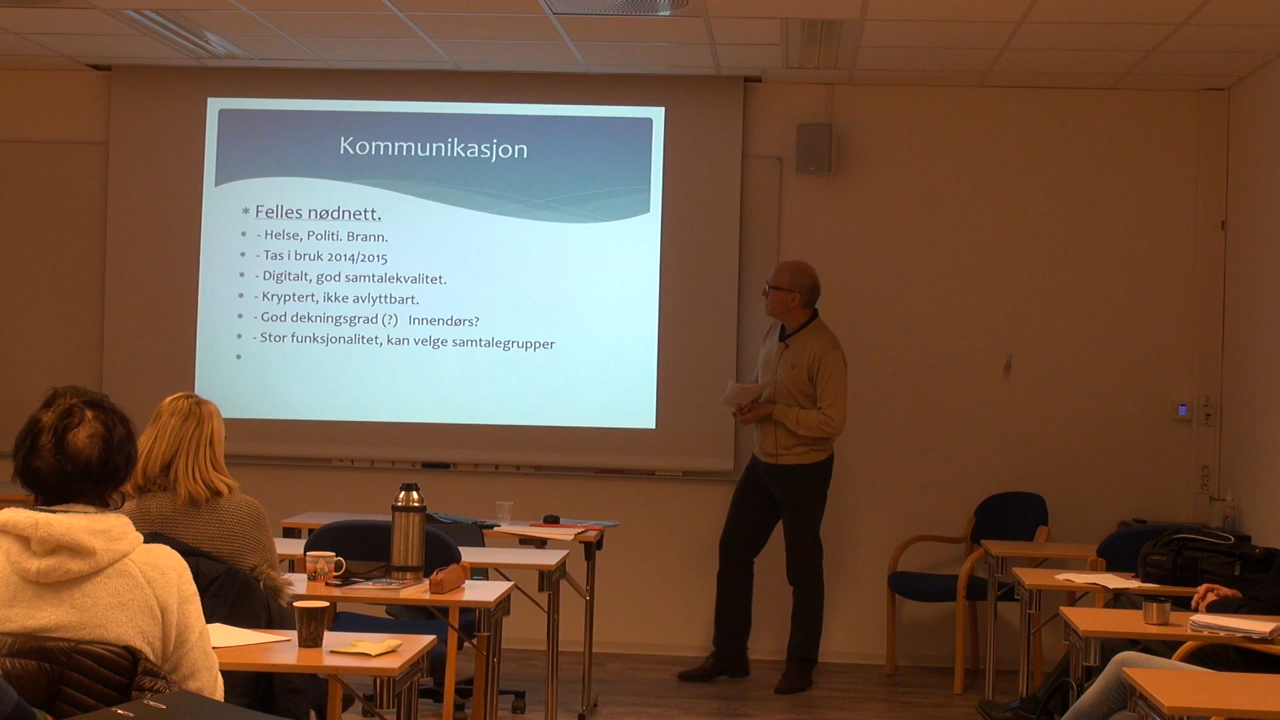 Kommunikasjon
* Felles nødnett.
* - Helse, Politi. Brann.
* - Tas i bruk 2014/2015
* - Digitalt, god samtalekvalitet.
* - Kryptert, ikke avlyttbart.
* - God dekningsgrad (?) Innendørs?
* - Stor funksjonalitet, kan velge samtalegrupper
*